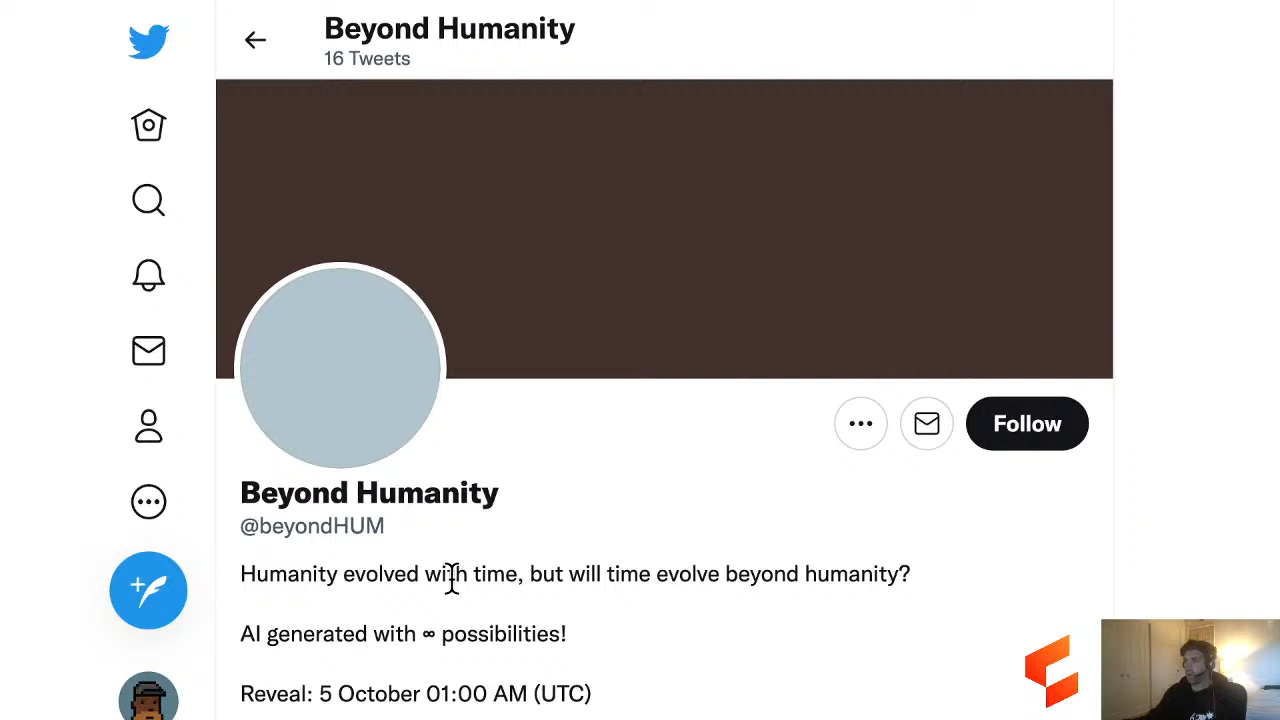 Beyond Humanity
16 Tweets
Follow
Beyond Humanity
@beyondHUM
Humanity evolved with time, but will time evolve beyond humanity?
AI generated with ∞ possibilities!
Reveal: 5 October 01:00 AM (UTC)